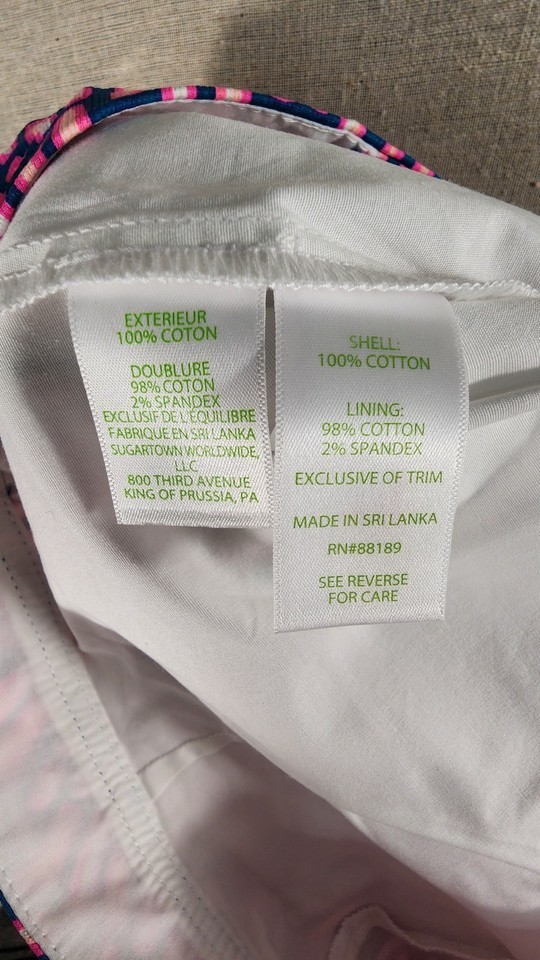 EXTERIEUR
100% COTON
DOUBLURE
98% COTON
2% SPANDEX
EXCLUSIF DE L'EQUILIBRE
FABRIQUE EN SRI LANKA
SUGARTOWN WORLDWIDE,
LLC
800 THIRD AVENUE
KING OF PRUSSIA, PA
SHELL:
100% COTTON
LINING:
98% COTTON
2% SPANDEX
EXCLUSIVE OF TRIM
MADE IN SRI LANKA
RN#88189
SEE REVERSE
FOR CARE